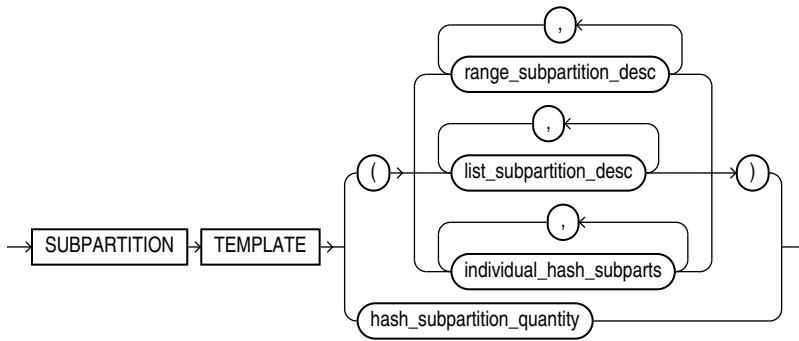 ,
range_subpartition_desc
,
( list_subpartition_desc )
,
SUBPARTITION TEMPLATE
individual_hash_subparts
hash_subpartition_quantity